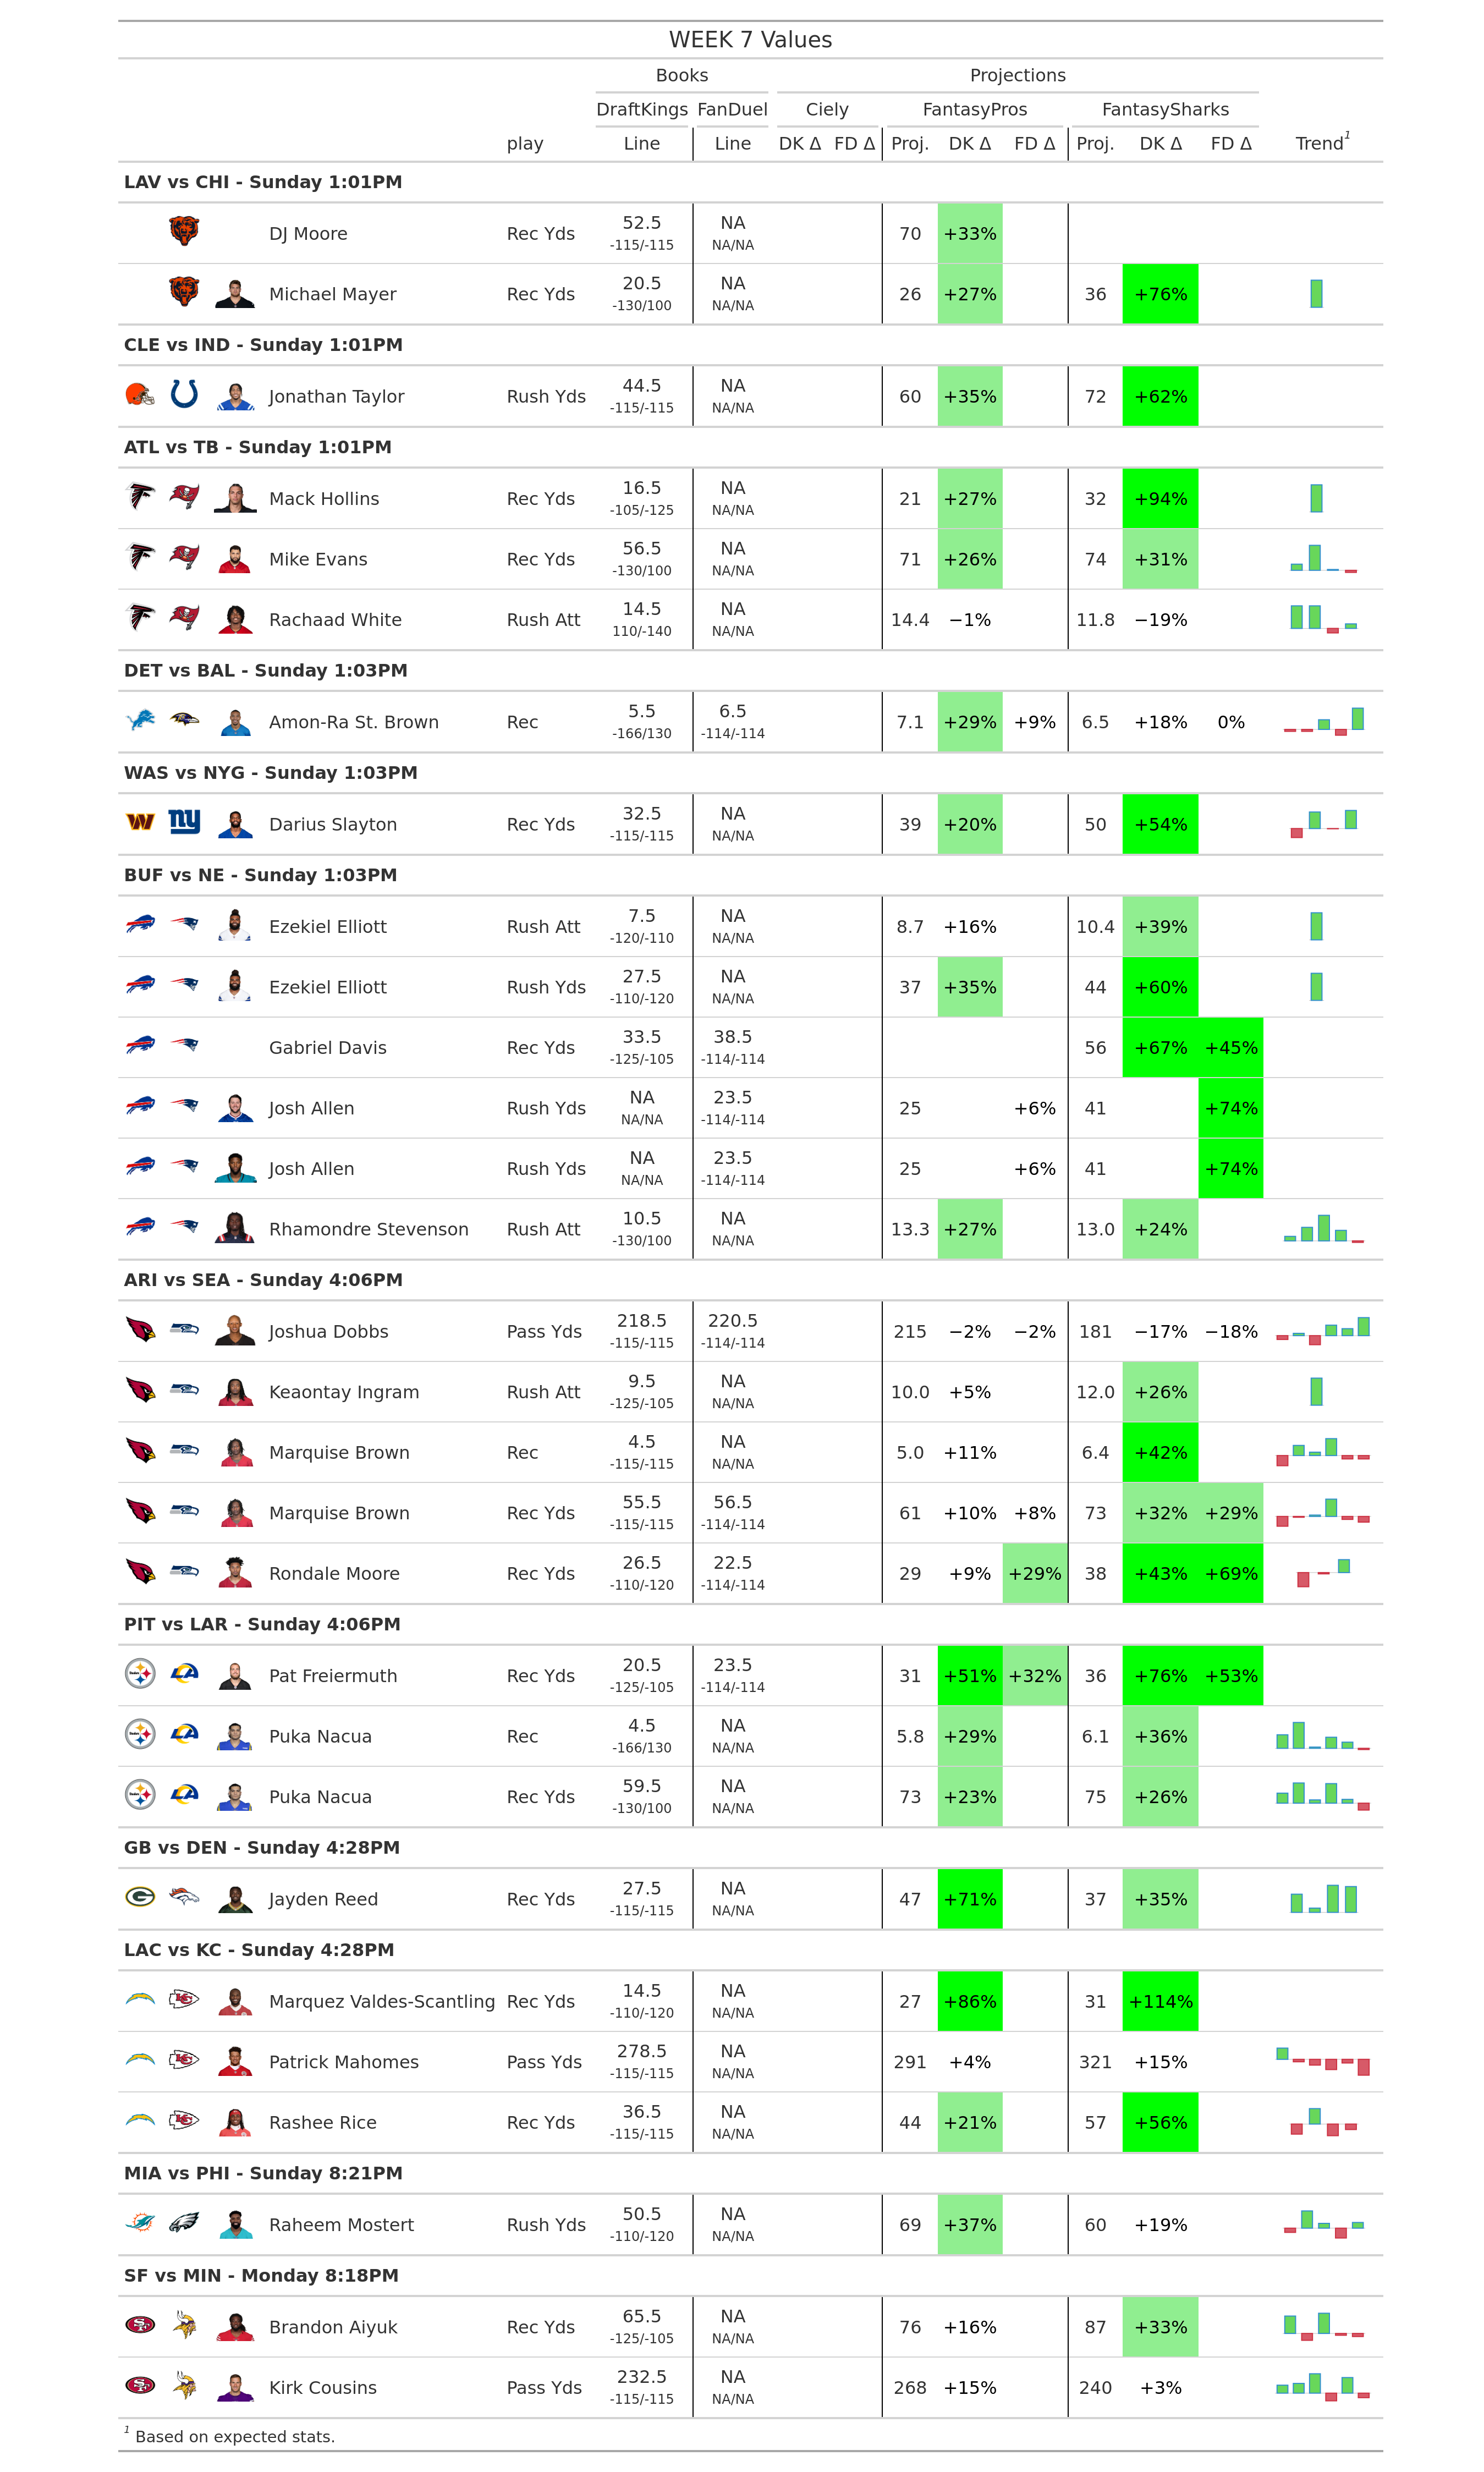 WEEK 7 Values
Books Projections
DraftKings FanDuel Ciely FantasyPros FantasySharks
play Line Line DK Δ FD Δ Proj. DK Δ FD Δ Proj. DK Δ FD Δ Trend1
LAV vs CHI - Sunday 1:01PM
DJ Moore Rec Yds 52.5 NA 70 +33%
-115/-115 NA/NA
Michael Mayer Rec Yds 20.5 NA 26 +27% 36 +76%
-130/100 NA/NA
CLE vs IND - Sunday 1:01PM
Jonathan Taylor Rush Yds 44.5 NA 60 +35% 72 +62%
-115/-115 NA/NA
ATL vs TB - Sunday 1:01PM
Mack Hollins Rec Yds 16.5 NA 21 +27% 32 +94%
-105/-125 NA/NA
Mike Evans Rec Yds 56.5 NA 71 +26% 74 +31%
-130/100 NA/NA
Rachaad White Rush Att 14.5 NA 14.4 −1% 11.8 −19%
110/-140 NA/NA
DET vs BAL - Sunday 1:03PM
Amon-Ra St. Brown Rec 5.5 6.5 7.1 +29% +9% 6.5 +18% 0%
-166/130 -114/-114
WAS vs NYG - Sunday 1:03PM
Darius Slayton Rec Yds 32.5 NA 39 +20% 50 +54%
-115/-115 NA/NA
BUF vs NE - Sunday 1:03PM
Ezekiel Elliott Rush Att 7.5 NA 8.7 +16% 10.4 +39%
-120/-110 NA/NA
Ezekiel Elliott Rush Yds 27.5 NA 37 +35% 44 +60%
-110/-120 NA/NA
Gabriel Davis Rec Yds 33.5 38.5 56 +67% +45%
-125/-105 -114/-114
Josh Allen Rush Yds NA 23.5 25 +6% 41 +74%
NA/NA -114/-114
Josh Allen Rush Yds NA 23.5 25 +6% 41 +74%
NA/NA -114/-114
Rhamondre Stevenson Rush Att 10.5 NA 13.3 +27% 13.0 +24%
-130/100 NA/NA
ARI vs SEA - Sunday 4:06PM
Joshua Dobbs Pass Yds 218.5 220.5 215 −2% −2% 181 −17% −18%
-115/-115 -114/-114
Keaontay Ingram Rush Att 9.5 NA 10.0 +5% 12.0 +26%
-125/-105 NA/NA
Marquise Brown Rec 4.5 NA 5.0 +11% 6.4 +42%
-115/-115 NA/NA
Marquise Brown Rec Yds 55.5 56.5 61 +10% +8% 73 +32% +29%
-115/-115 -114/-114
Rondale Moore Rec Yds 26.5 22.5 29 +9% +29% 38 +43% +69%
-110/-120 -114/-114
PIT vs LAR - Sunday 4:06PM
Pat Freiermuth Rec Yds 20.5 23.5 31 +51% +32% 36 +76% +53%
-125/-105 -114/-114
Puka Nacua Rec 4.5 NA 5.8 +29% 6.1 +36%
-166/130 NA/NA
Puka Nacua Rec Yds 59.5 NA 73 +23% 75 +26%
-130/100 NA/NA
GB vs DEN - Sunday 4:28PM
Jayden Reed Rec Yds 27.5 NA 47 +71% 37 +35%
-115/-115 NA/NA
LAC vs KC - Sunday 4:28PM
Marquez Valdes-Scantling Rec Yds 14.5 NA 27 +86% 31 +114%
-110/-120 NA/NA
Patrick Mahomes Pass Yds 278.5 NA 291 +4% 321 +15%
-115/-115 NA/NA
Rashee Rice Rec Yds 36.5 NA 44 +21% 57 +56%
-115/-115 NA/NA
MIA vs PHI - Sunday 8:21PM
Raheem Mostert Rush Yds 50.5 NA 69 +37% 60 +19%
-110/-120 NA/NA
SF vs MIN - Monday 8:18PM
Brandon Aiyuk Rec Yds 65.5 NA 76 +16% 87 +33%
-125/-105 NA/NA
Kirk Cousins Pass Yds 232.5 NA 268 +15% 240 +3%
-115/-115 NA/NA
1 Based on expected stats.